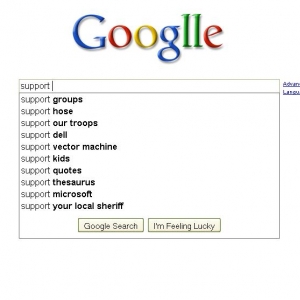 Googlle
support
Advan
Langua
support groups
support hose
support our troops
support dell
support vector machine
support kids
support quotes
support thesaurus
support microsoft
support your local sheriff
Google Search
I'm Feeling Lucky